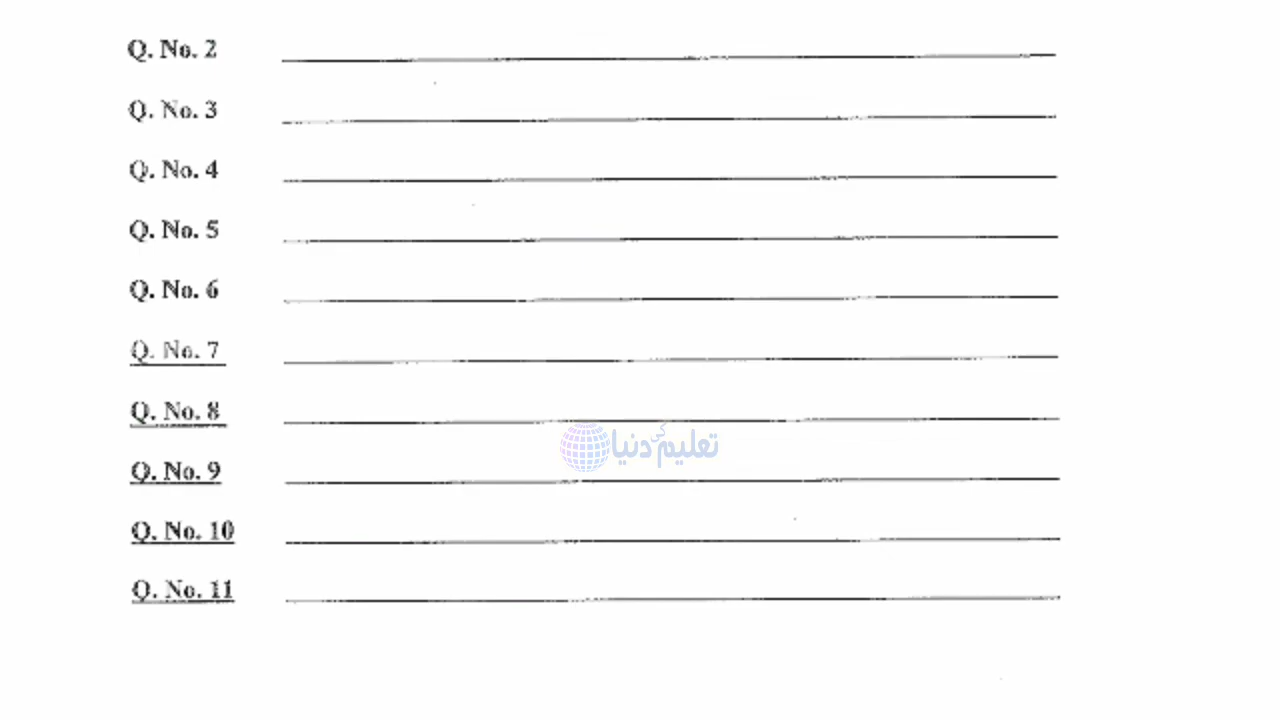 Q. No. 2
Q. No. 3
Q. No. 4
Q. No. 5
Q. No. 6
Q. No. 7
Q. No. 8
تعلیم کی دنیا
Q. No. 9
Q. No. 10
Q. No. 11